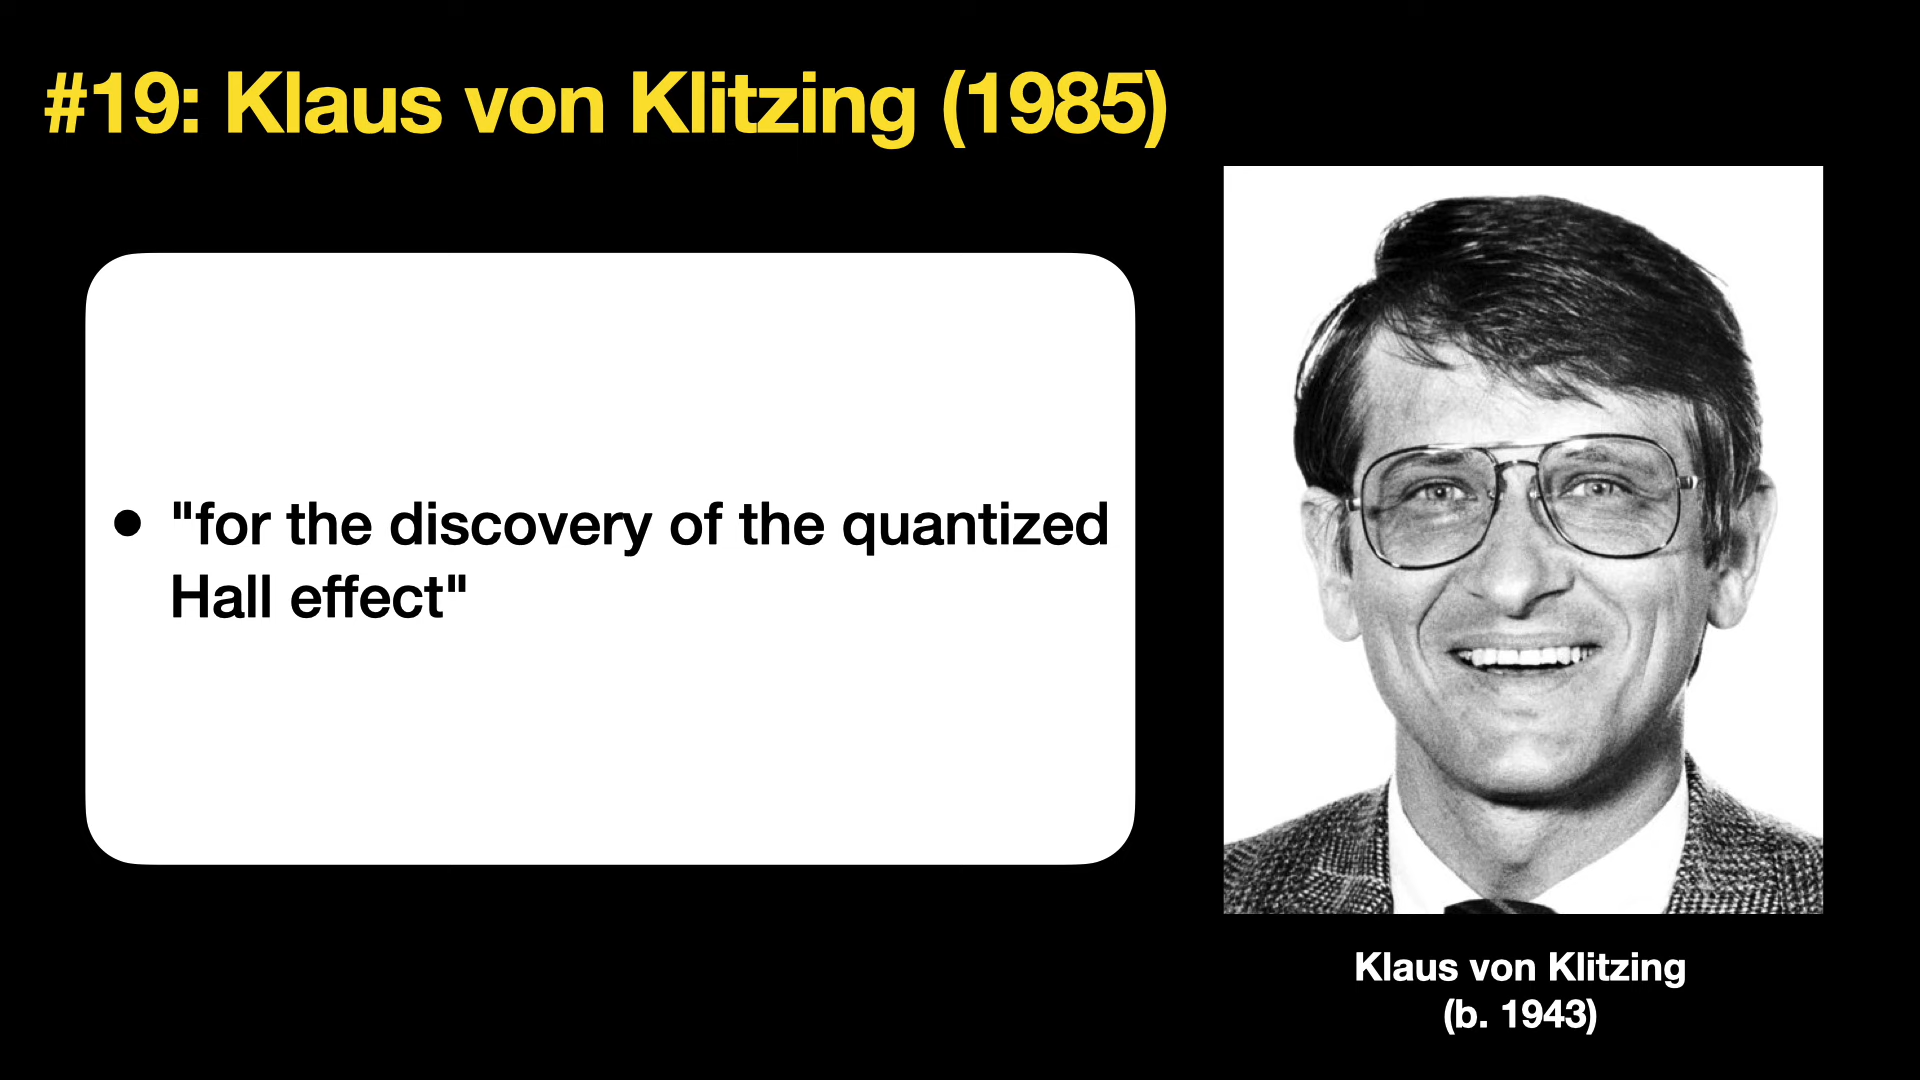 #19: Klaus von Klitzing (1985)
• "for the discovery of the quantized
Hall effect"
Klaus von Klitzing
(b. 1943)